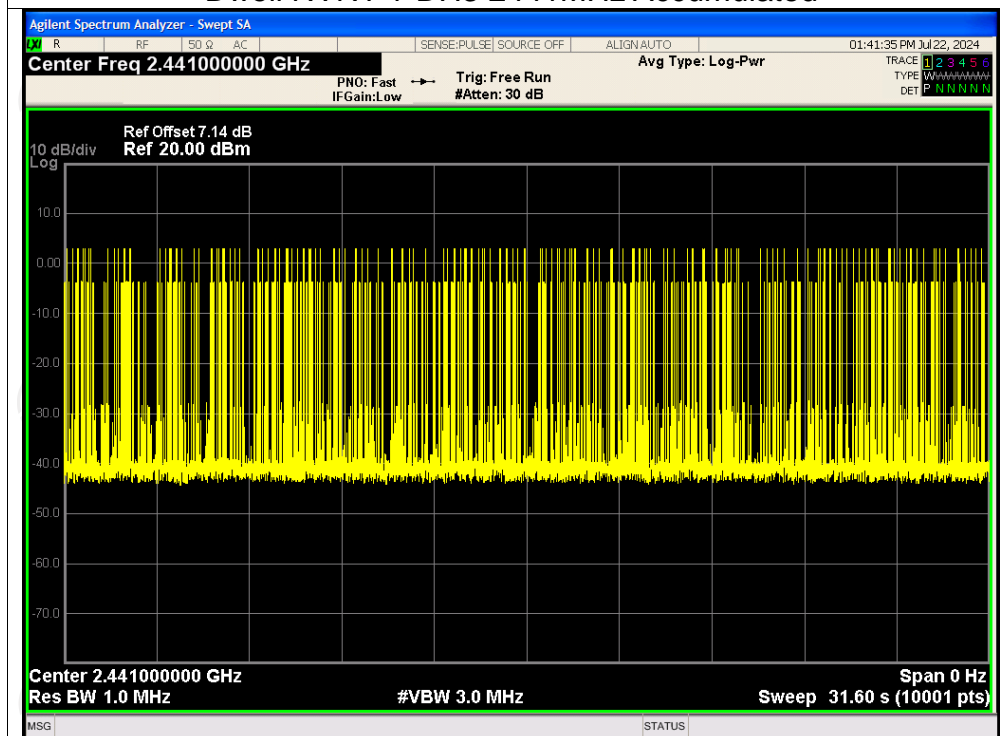 Agilent Spectrum Analyzer - Swept SA
LXI R RF 50 Ω AC SENSE:PULSE SOURCE OFF ALIGN AUTO 01:41:35 PM Jul 22, 2024
Center Freq 2.441000000 GHz Avg Type: Log-Pwr TRACE 1 2 3 4 5 6
PNO: Fast Trig: Free Run TYPE W
IFGain:Low #Atten: 30 dB DET P N N N N N
Ref Offset 7.14 dB
10 dB/div Ref 20.00 dBm
Log
10.0
0.00
-10.0
-20.0
-30.0
-40.0
-50.0
-60.0
-70.0
Center 2.441000000 GHz Span 0 Hz
Res BW 1.0 MHz #VBW 3.0 MHz Sweep 31.60 s (10001 pts)
MSG STATUS